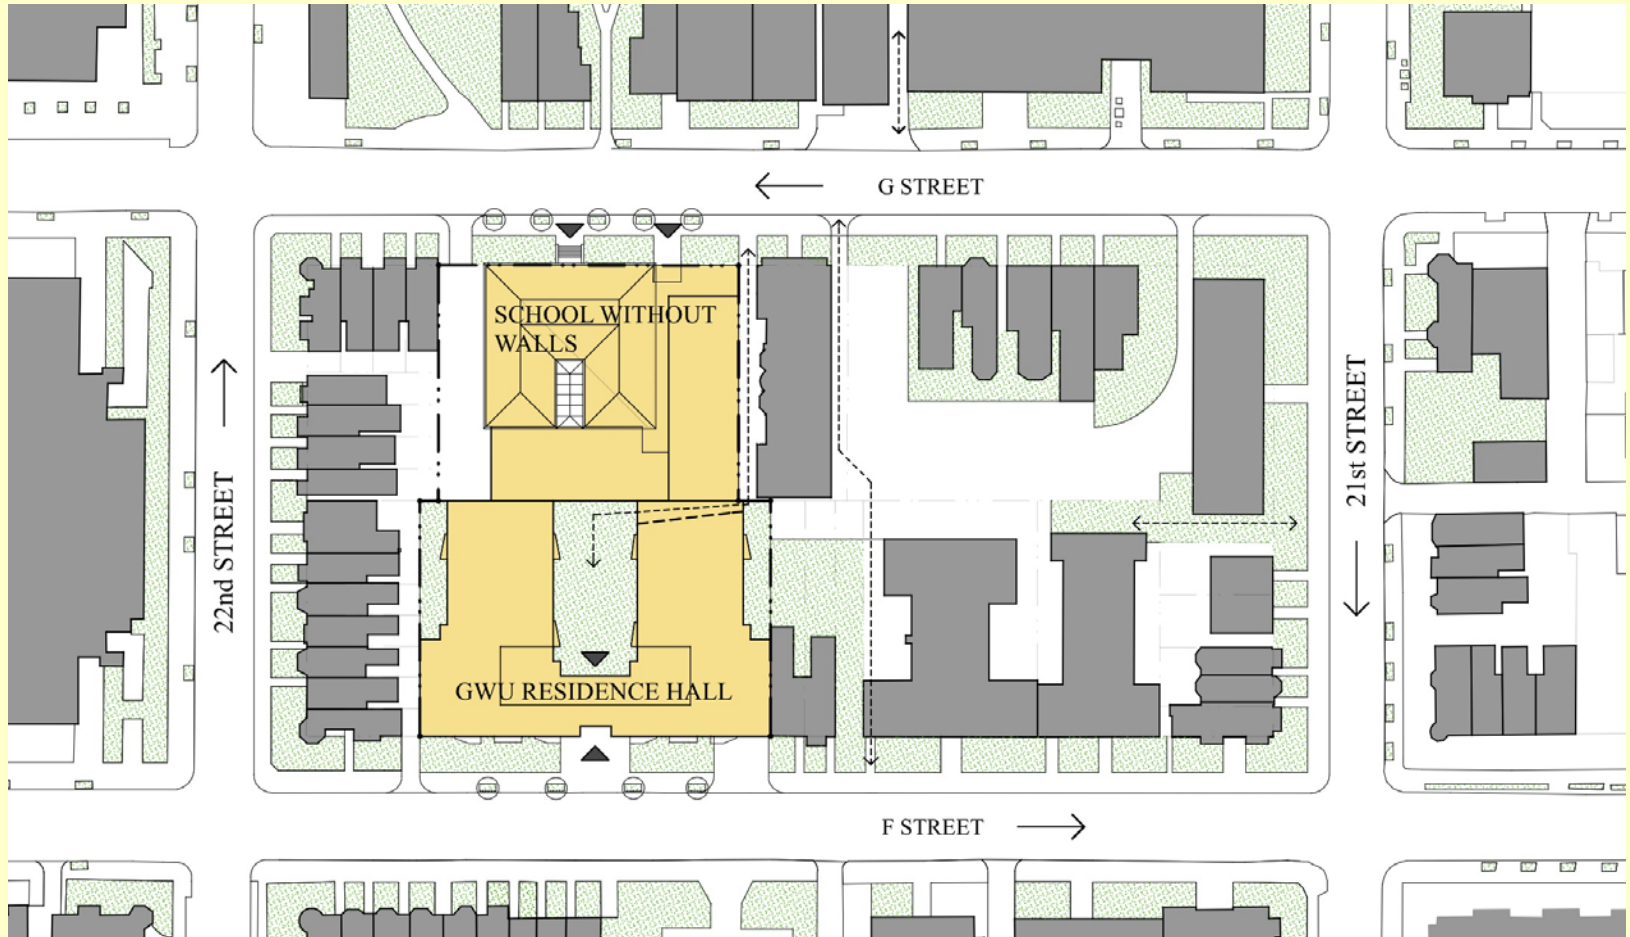 G STREET
SCHOOL WITHOUT
WALLS
22nd STREET
21st STREET
GWU RESIDENCE HALL
F STREET